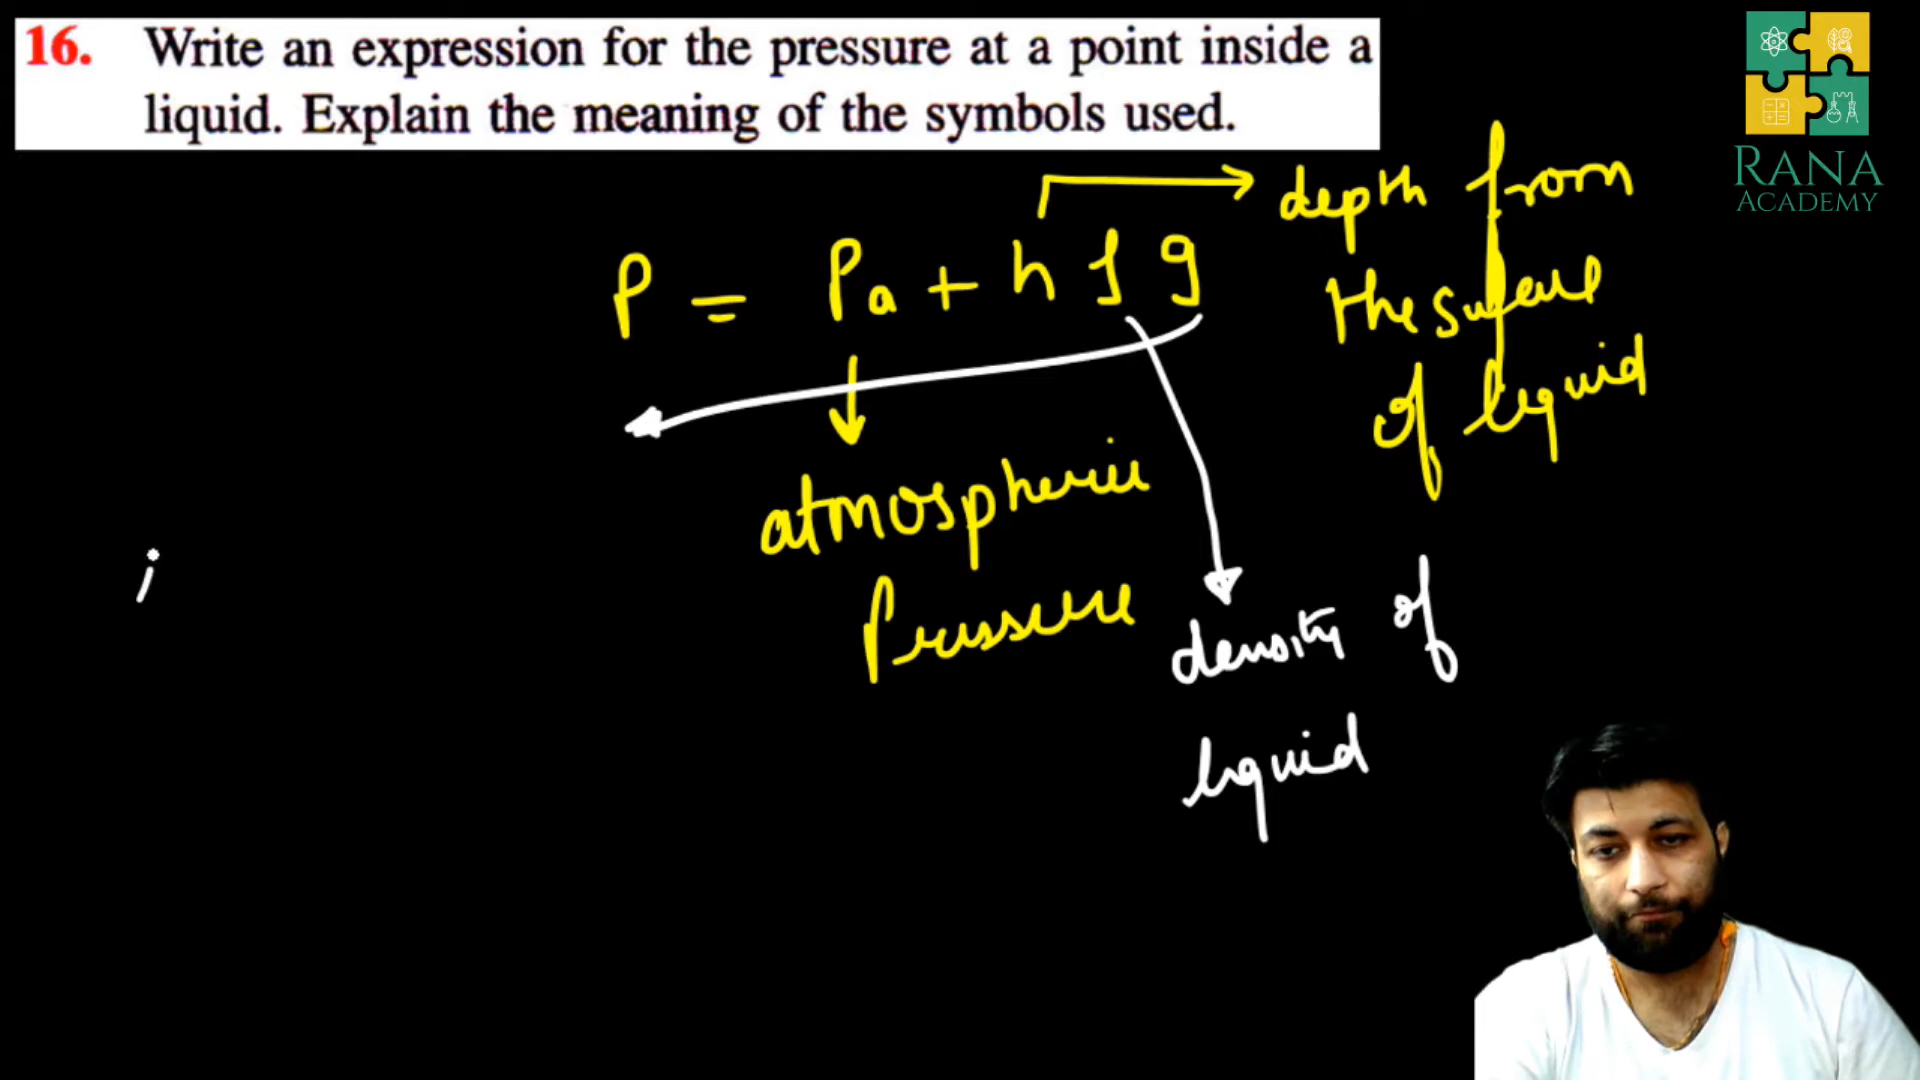 16. Write an expression for the pressure at a point inside a
liquid. Explain the meaning of the symbols used.
RANA
ACADEMY
P = Pa + h ρ g
depth from
the surface
of liquid
atmospheric
Pressure
density of
liquid
i